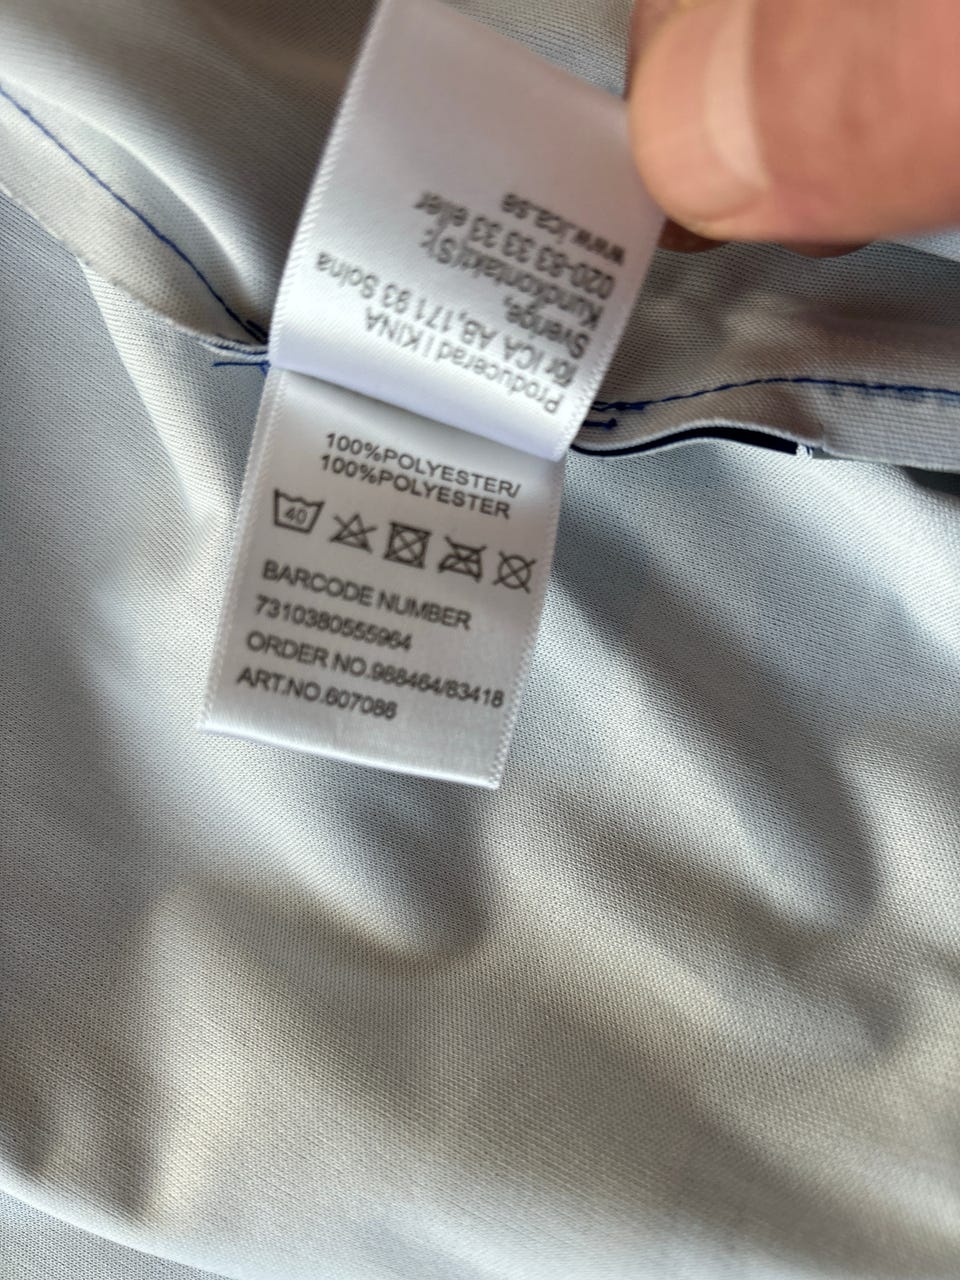 Producerad i KINA
för ICA AB, 171 93 Solna
Sverige,
Kundkontakt(S):
020-83 33 33 eller
www.ica.se
100%POLYESTER/
100%POLYESTER
40
BARCODE NUMBER
7310380555964
ORDER NO.988464/83418
ART.NO.607086